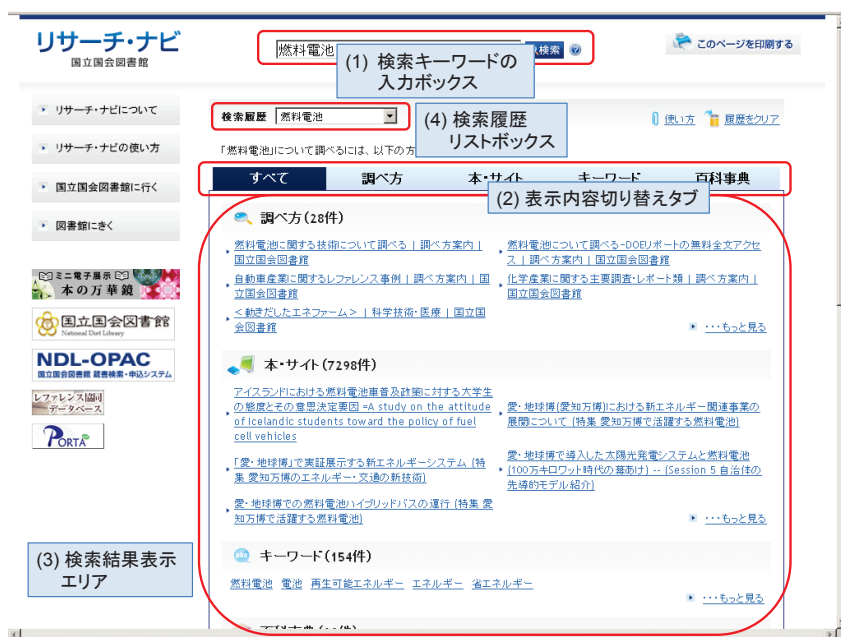 リサーチ・ナビ
国立国会図書館
燃料電池
検索
このページを印刷する
(1) 検索キーワードの
入力ボックス
リサーチ・ナビについて
リサーチ・ナビの使い方
国立国会図書館に行く
図書館にきく
検索履歴 燃料電池
(4) 検索履歴
リストボックス
使い方 履歴をクリア
「燃料電池」について調べるには、以下の方
すべて 調べ方 本・サイト キーワード 百科事典
(2) 表示内容切り替えタブ
調べ方(28件)
燃料電池に関する技術について調べる | 調べ方案内 |
国立国会図書館
燃料電池について調べる-DOEリポートの無料全文アクセ
ス | 調べ方案内 | 国立国会図書館
自動車産業に関するレファレンス事例 | 調べ方案内 | 国
立国会図書館
化学産業に関する主要調査・レポート類 | 調べ方案内 |
国立国会図書館
<動きだしたエネファーム> | 科学技術・医療 | 国立国
会図書館
・・・もっと見る
ミニ電子展示
本の万華鏡
国立国会図書館
National Diet Library
NDL-OPAC
国立国会図書館 蔵書検索・申込システム
レファレンス協同
データベース
PORTA
本・サイト(7298件)
アイスランドにおける燃料電池車普及政策に対する大学生
の態度とその意思決定要因 =A study on the attitude
of Icelandic students toward the policy of fuel
cell vehicles
愛・地球博(愛知万博)における新エネルギー関連事業の
展開について (特集 愛知万博で活躍する燃料電池)
「愛・地球博」で実証展示する新エネルギーシステム (特
集 愛知万博のエネルギー・交通の新技術)
愛・地球博で導入した太陽光発電システムと燃料電池
(100万キロワット時代の幕あけ) -- (Session 5 自治体の
先導的モデル紹介)
愛・地球博での燃料電池ハイブリッドバスの運行 (特集 愛
知万博で活躍する燃料電池)
・・・もっと見る
(3) 検索結果表示
エリア
キーワード(154件)
燃料電池 電池 再生可能エネルギー エネルギー 省エネルギー
・・・もっと見る